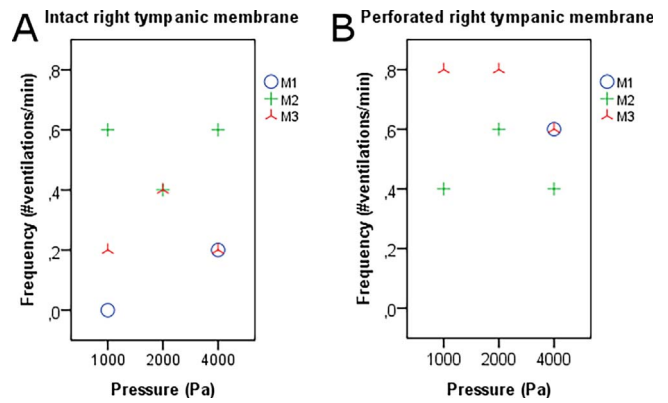 A Intact right tympanic membrane
Frequency (#ventilations/min)
,8
,6
,4
,2
,0
1000 2000 4000
Pressure (Pa)
M1
M2
M3
B Perforated right tympanic membrane
Frequency (#ventilations/min)
,8
,6
,4
,2
,0
1000 2000 4000
Pressure (Pa)
M1
M2
M3